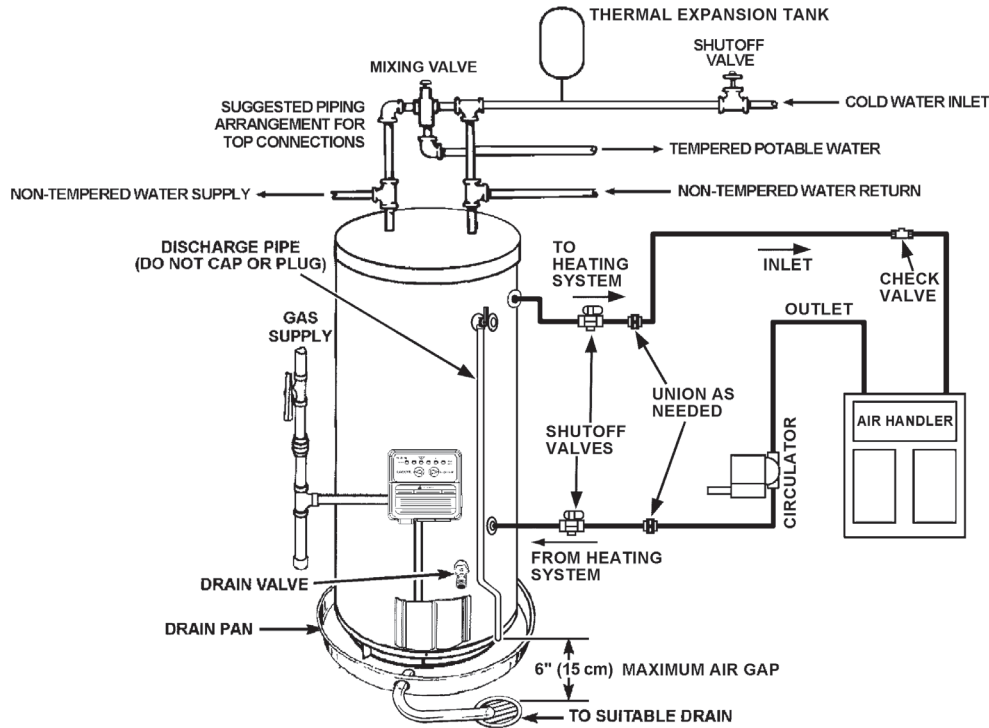 THERMAL EXPANSION TANK
SHUTOFF
VALVE
MIXING VALVE
SUGGESTED PIPING
ARRANGEMENT FOR
TOP CONNECTIONS
COLD WATER INLET
TEMPERED POTABLE WATER
NON-TEMPERED WATER SUPPLY
NON-TEMPERED WATER RETURN
DISCHARGE PIPE
(DO NOT CAP OR PLUG)
TO
HEATING
SYSTEM
INLET
CHECK
VALVE
GAS
SUPPLY
OUTLET
UNION AS
NEEDED
SHUTOFF
VALVES
AIR HANDLER
CIRCULATOR
FROM HEATING
SYSTEM
DRAIN VALVE
DRAIN PAN
6" (15 cm) MAXIMUM AIR GAP
TO SUITABLE DRAIN